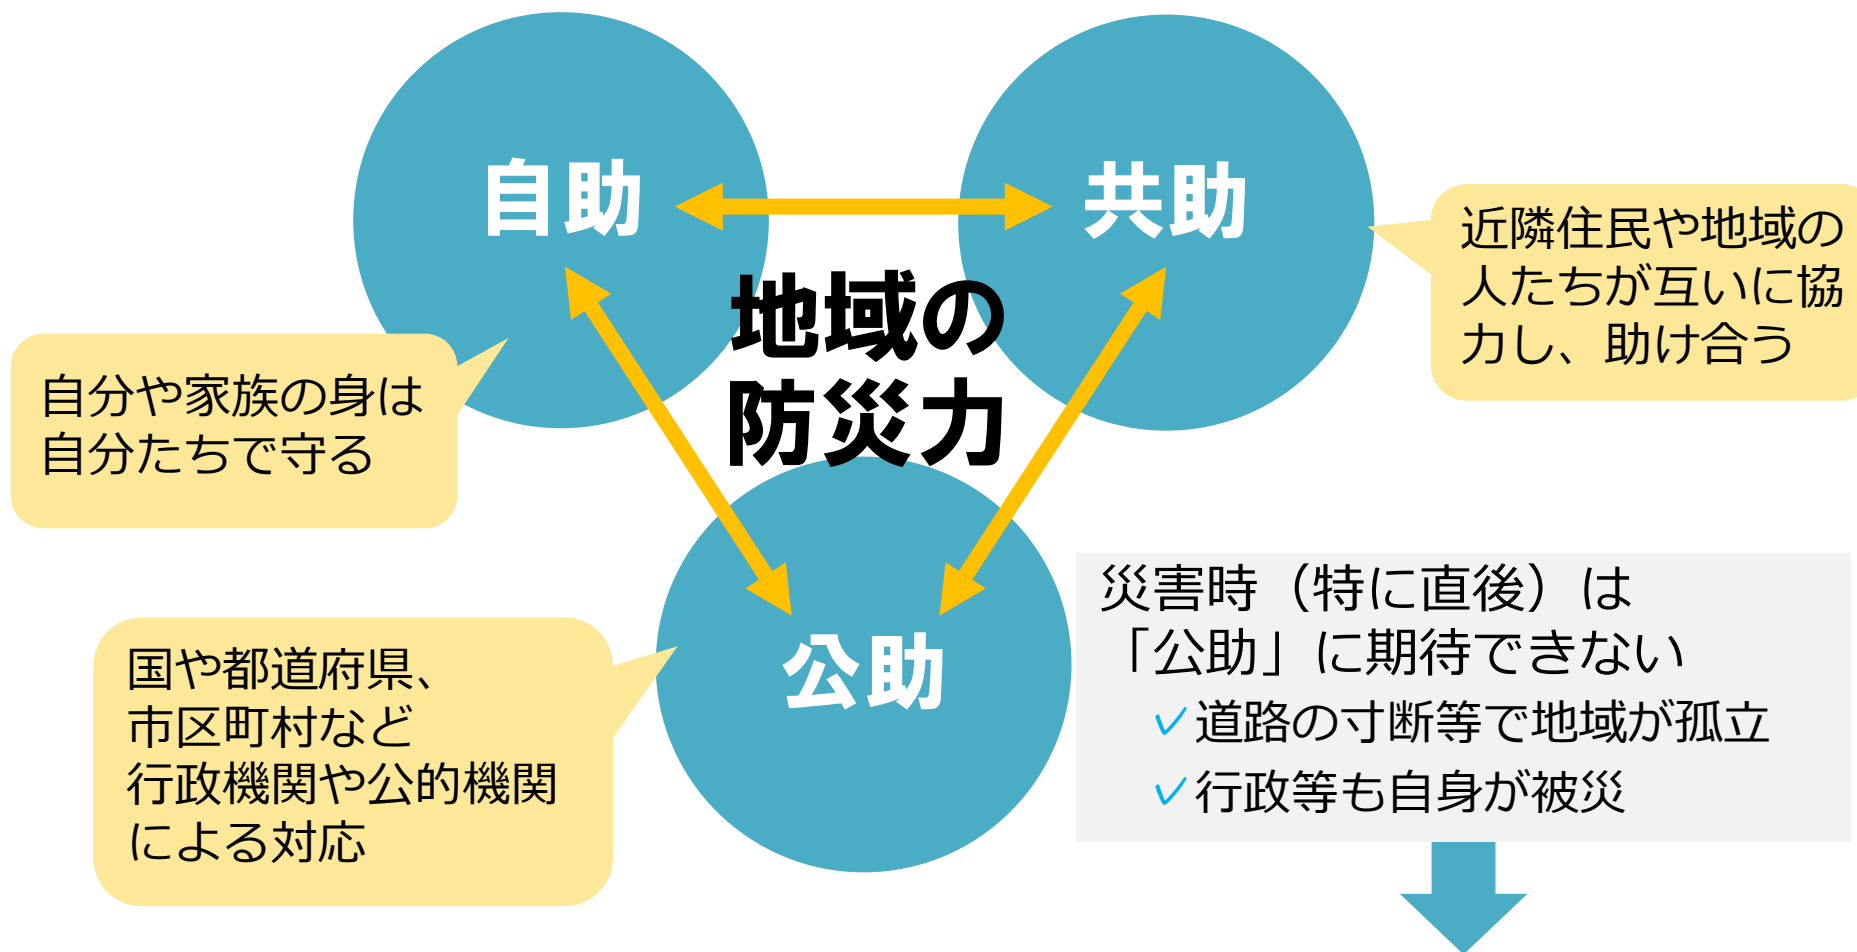 自助
共助
地域の
防災力
近隣住民や地域の
人たちが互いに協
力し、助け合う
自分や家族の身は
自分たちで守る
公助
国や都道府県、
市区町村など
行政機関や公的機関
による対応
災害時（特に直後）は
「公助」に期待できない
✓道路の寸断等で地域が孤立
✓行政等も自身が被災